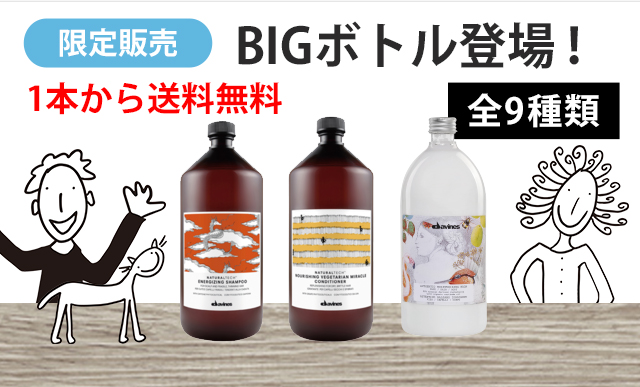 限定販売
BIGボトル登場!
1本から送料無料
全9種類
NATURALTECH
ENERGIZING SHAMPOO
davines
NATURALTECH
NOURISHING VEGETARIAN MIRACLE
CONDITIONER
davines
davines